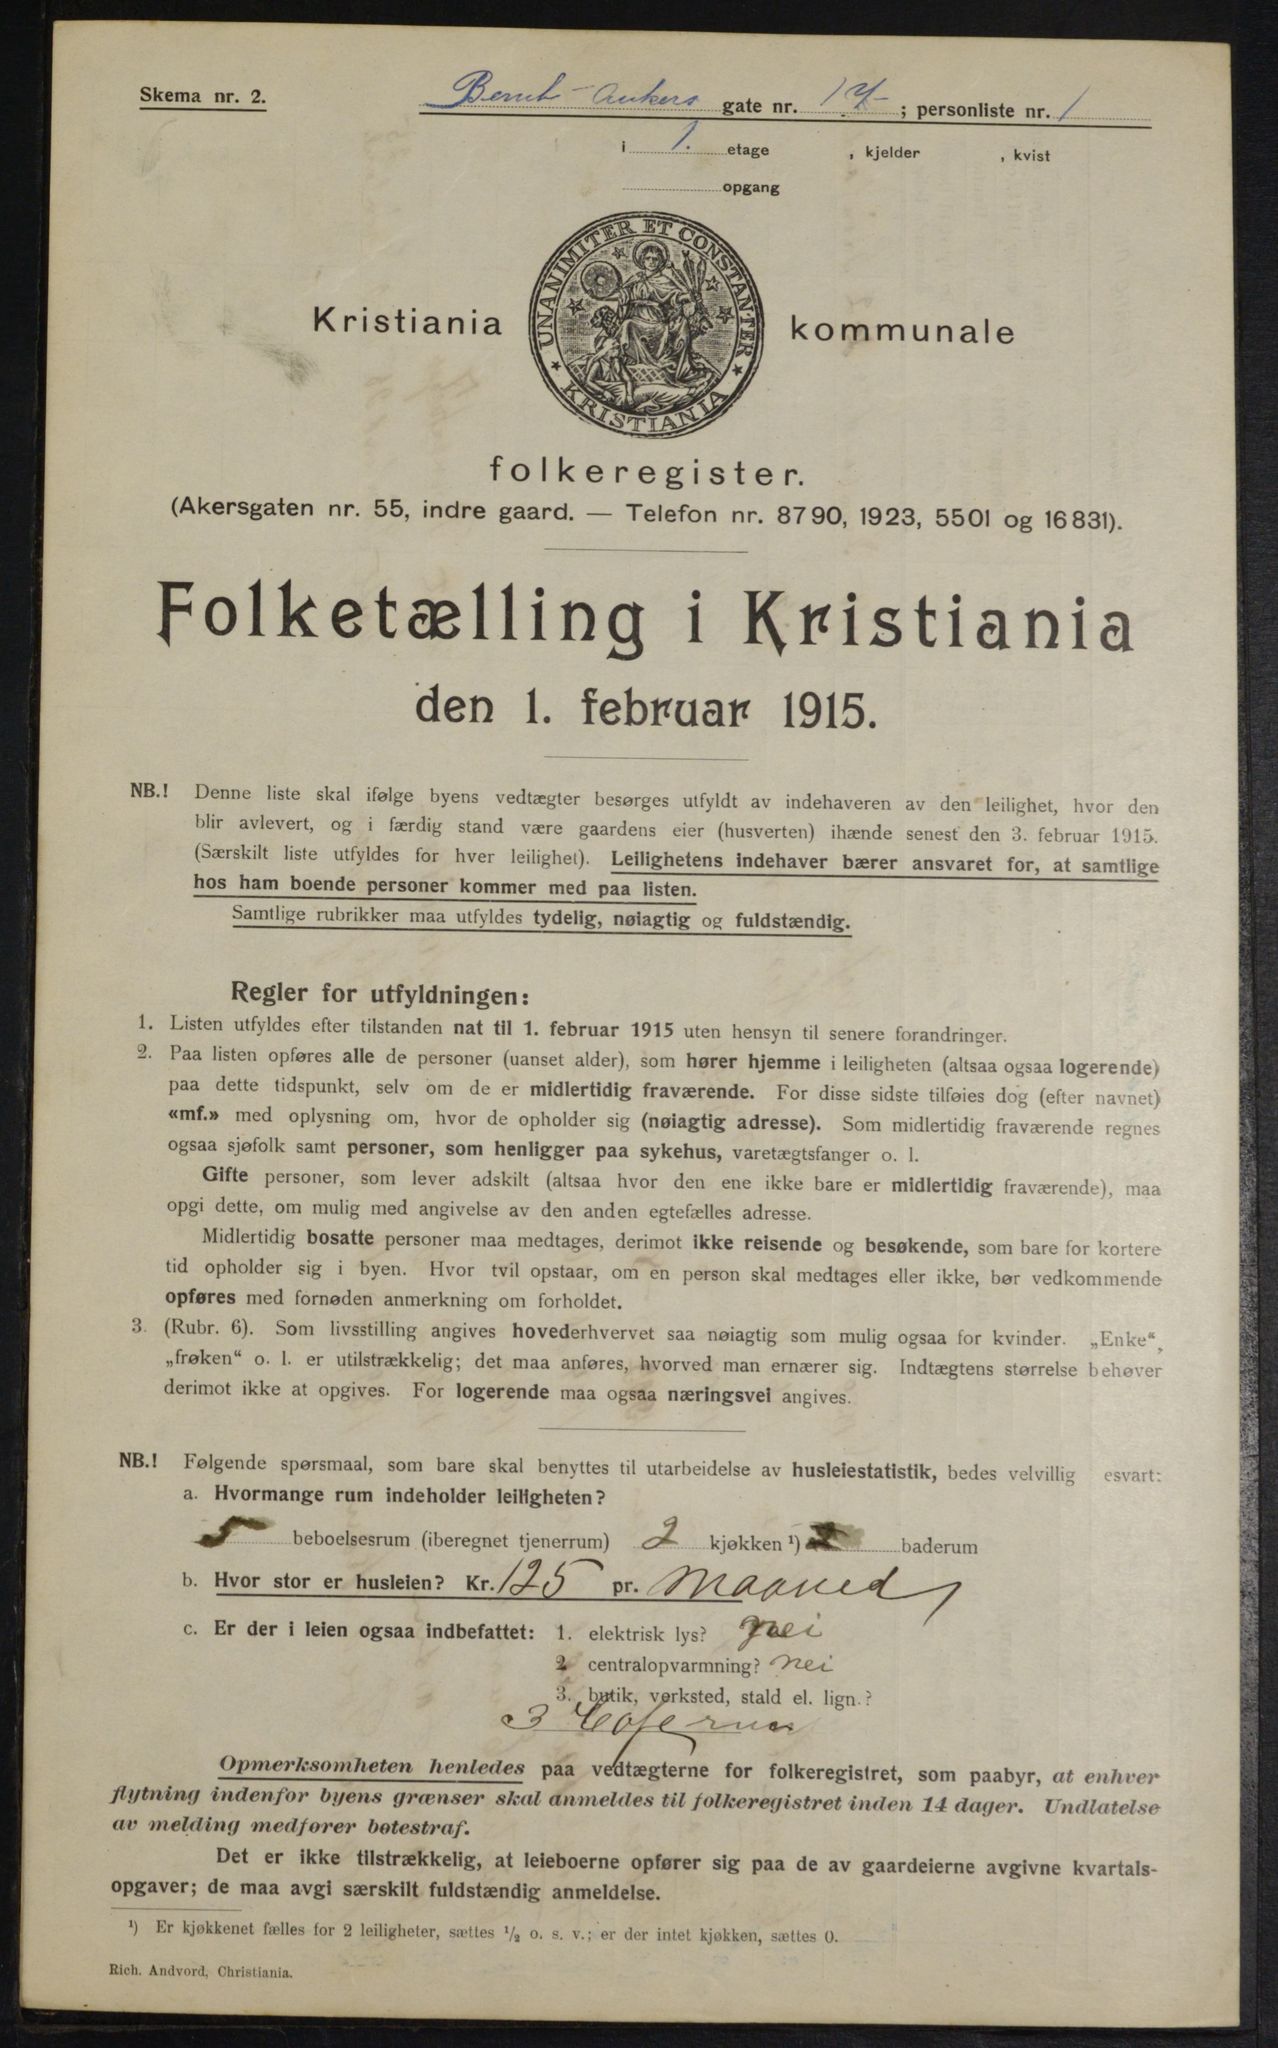 Skema nr. 2.
Bernt Ankers gate nr. 17 ; personliste nr. 1
i 1. etage , kjelder , kvist
opgang
UNANIMITER ET CONSTANTER
KRISTIANIA
Kristiania kommunale
folkeregister.
(Akersgaten nr. 55, indre gaard. — Telefon nr. 8790, 1923, 5501 og 16831).
Folketælling i Kristiania
den 1. februar 1915.
NB.! Denne liste skal ifølge byens vedtægter besørges utfyldt av indehaveren av den leilighet, hvor den
blir avlevert, og i færdig stand være gaardens eier (husverten) ihænde senest den 3. februar 1915.
(Særskilt liste utfyldes for hver leilighet). Leilighetens indehaver bærer ansvaret for, at samtlige
hos ham boende personer kommer med paa listen.
Samtlige rubrikker maa utfyldes tydelig, nøiagtig og fuldstændig.
Regler for utfyldningen:
1. Listen utfyldes efter tilstanden nat til 1. februar 1915 uten hensyn til senere forandringer.
2. Paa listen opføres alle de personer (uanset alder), som hører hjemme i leiligheten (altsaa ogsaa logerende)
paa dette tidspunkt, selv om de er midlertidig fraværende. For disse sidste tilføies dog (efter navnet)
«mf.» med oplysning om, hvor de opholder sig (nøiagtig adresse). Som midlertidig fraværende regnes
ogsaa sjøfolk samt personer, som henligger paa sykehus, varetægtsfanger o. l.
Gifte personer, som lever adskilt (altsaa hvor den ene ikke bare er midlertidig fraværende), maa
opgi dette, om mulig med angivelse av den anden egtefælles adresse.
Midlertidig bosatte personer maa medtages, derimot ikke reisende og besøkende, som bare for kortere
tid opholder sig i byen. Hvor tvil opstaar, om en person skal medtages eller ikke, bør vedkommende
opføres med fornøden anmerkning om forholdet.
3. (Rubr. 6). Som livsstilling angives hovederhvervet saa nøiagtig som mulig ogsaa for kvinder. „Enke“,
„frøken“ o. l. er utilstrækkelig; det maa anføres, hvorved man ernærer sig. Indtægtens størrelse behøver
derimot ikke at opgives. For logerende maa ogsaa næringsvei angives.
NB.! Følgende spørsmaal, som bare skal benyttes til utarbeidelse av husleiestatistik, bedes velvillig esvart:
a. Hvormange rum indeholder leiligheten?
5 beboelsesrum (iberegnet tjenerrum) 2 kjøkken ¹) baderum
b. Hvor stor er husleien? Kr. 125 pr. Maaned
c. Er der i leien ogsaa indbefattet: 1. elektrisk lys? nei
2 centralopvarmning? nei
3. butik, verksted, stald el. lign.?
3
Opmerksomheten henledes paa vedtægterne for folkeregistret, som paabyr, at enhver
flytning indenfor byens grænser skal anmeldes til folkeregistret inden 14 dager. Undlatelse
av melding medfører bøtestraf.
Det er ikke tilstrækkelig, at leieboerne opfører sig paa de av gaardeierne avgivne kvartals-
opgaver; de maa avgi særskilt fuldstændig anmeldelse.
¹) Er kjøkkenet fælles for 2 leiligheter, sættes ½ o. s. v.; er der intet kjøkken, sættes 0.
Rich. Andvord, Christiania.